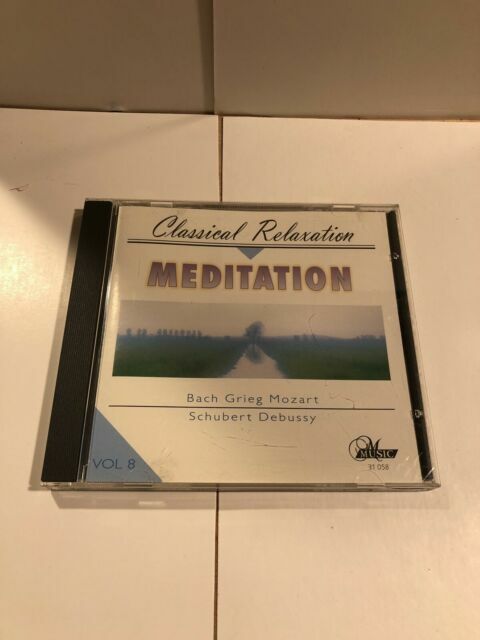 Classical Relaxation
MEDITATION
Bach Grieg Mozart
Schubert Debussy
VOL 8
MUSIC
31 058